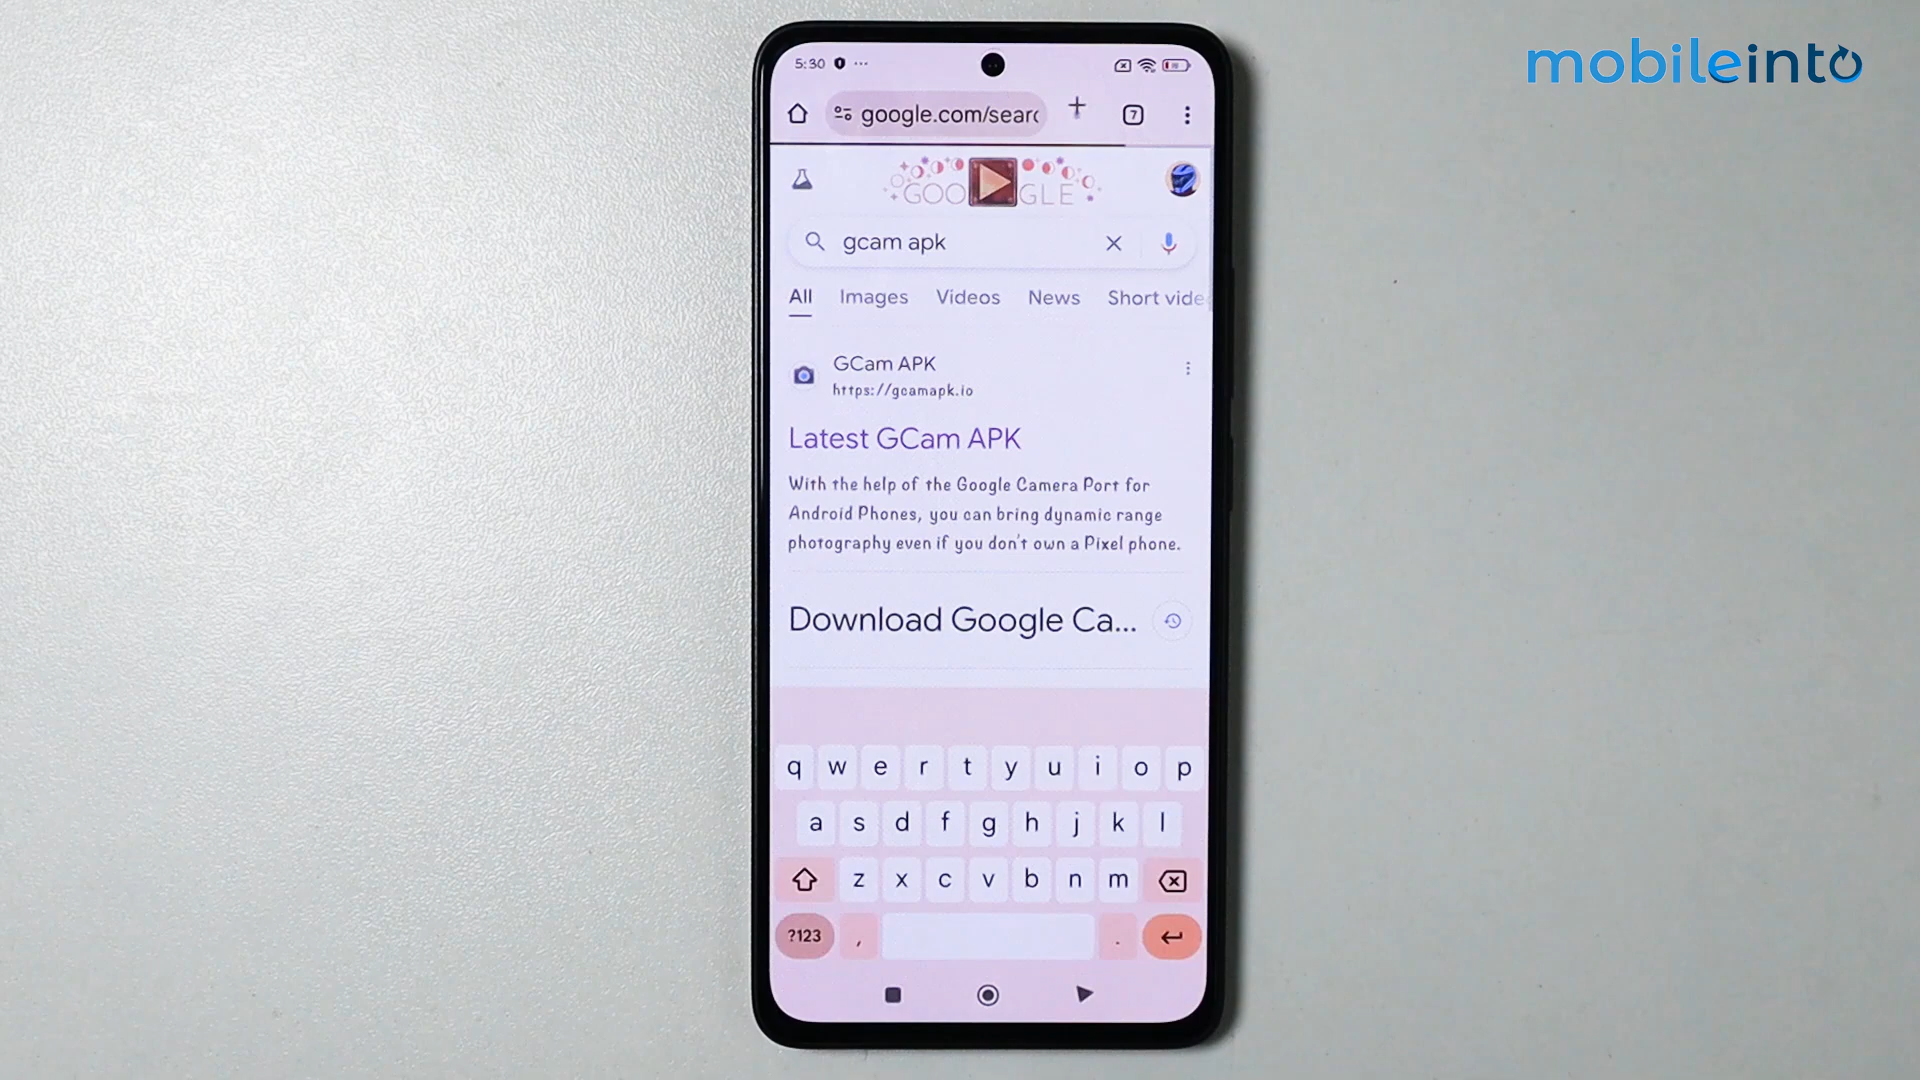 mobileinto
5:30
google.com/searc
7
GOOGLE
gcam apk
All Images Videos News Short vide
GCam APK
https://gcamapk.io
Latest GCam APK
With the help of the Google Camera Port for
Android Phones, you can bring dynamic range
photography even if you don't own a Pixel phone.
Download Google Ca...
q w e r t y u i o p
a s d f g h j k l
z x c v b n m
?123 , .